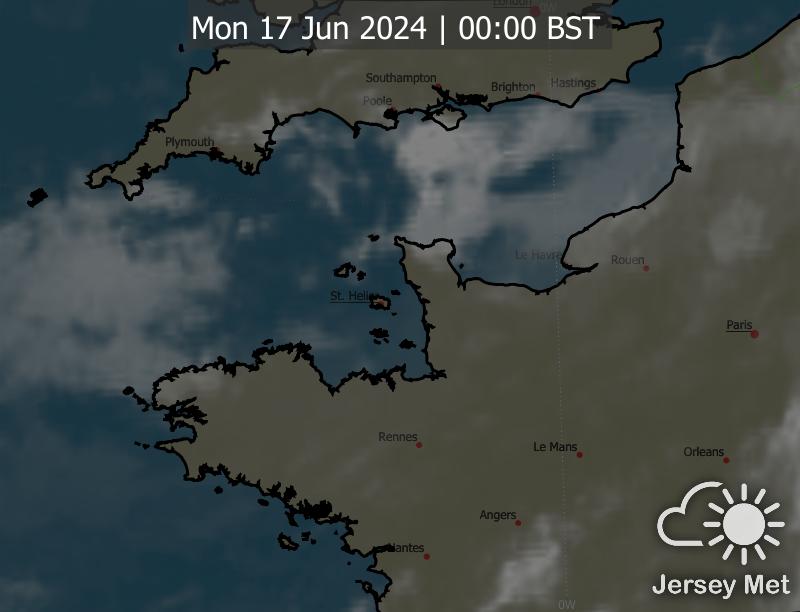 London
0W
Mon 17 Jun 2024 | 00:00 BST
Southampton
Brighton
Hastings
Poole
Plymouth
Le Havre
Rouen
St. Helier
Paris
Rennes
Le Mans
Orleans
Angers
Nantes
Jersey Met
0W